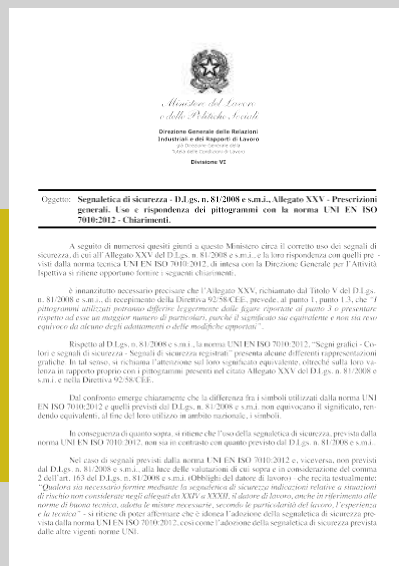 Ministero del Lavoro
e delle Politiche Sociali
Direzione Generale delle Relazioni
Industriali e dei Rapporti di Lavoro
già Direzione Generale della
Tutela delle Condizioni di Lavoro
Divisione VI
Oggetto: Segnaletica di sicurezza - D.Lgs. n. 81/2008 e s.m.i., Allegato XXV - Prescrizioni
generali. Uso e rispondenza dei pittogrammi con la norma UNI EN ISO
7010:2012 - Chiarimenti.
A seguito di numerosi quesiti giunti a questo Ministero circa il corretto uso dei segnali di
sicurezza, di cui all'Allegato XXV del D.Lgs. n. 81/2008 e s.m.i., e la loro rispondenza con quelli pre -
visti dalla norma tecnica UNI EN ISO 7010:2012, di intesa con la Direzione Generale per l'Attività
Ispettiva si ritiene opportuno fornire i seguenti chiarimenti.
è innanzitutto necessario precisare che l'Allegato XXV, richiamato dal Titolo V del D.Lgs.
n. 81/2008 e s.m.i., di recepimento della Direttiva 92/58/CEE, prevede, al punto 1, punto 1.3, che "I
pittogrammi utilizzati potranno differire leggermente dalle figure riportate al punto 3 o presentare
rispetto ad esse un maggior numero di particolari, purché il significato sia equivalente e non sia reso
equivoco da alcuno degli adattamenti o delle modifiche apportati".
Rispetto al D.Lgs. n. 81/2008 e s.m.i., la norma UNI EN ISO 7010:2012, "Segni grafici - Co-
lori e segnali di sicurezza - Segnali di sicurezza registrati" presenta alcune differenti rappresentazioni
grafiche. In tal senso, si richiama l'attenzione sul loro significato equivalente, oltreché sulla loro va-
lenza in rapporto proprio con i pittogrammi presenti nel citato Allegato XXV del D.Lgs. n. 81/2008 e
s.m.i. e nella Direttiva 92/58/CEE.
Dal confronto emerge chiaramente che la differenza fra i simboli utilizzati dalla norma UNI
EN ISO 7010:2012 e quelli previsti dal D.Lgs. n. 81/2008 e s.m.i. non equivocano il significato, ren-
dendo equivalenti, al fine del loro utilizzo in ambito nazionale, i simboli.
In conseguenza di quanto sopra, si ritiene che l'uso della segnaletica di sicurezza, prevista dalla
norma UNI EN ISO 7010:2012, non sia in contrasto con quanto previsto dal D.Lgs. n. 81/2008 e s.m.i..
Nel caso di segnali previsti dalla norma UNI EN ISO 7010:2012 e, viceversa, non previsti
dal D.Lgs. n. 81/2008 e s.m.i., alla luce delle valutazioni di cui sopra e in considerazione del comma
2 dell'art. 163 del D.Lgs. n. 81/2008 e s.m.i. (Obblighi del datore di lavoro) - che recita testualmente:
"Qualora sia necessario fornire mediante la segnaletica di sicurezza indicazioni relative a situazioni
di rischio non considerate negli allegati da XXIV a XXXII, il datore di lavoro, anche in riferimento alle
norme di buona tecnica, adotta le misure necessarie, secondo le particolarità del lavoro, l'esperienza
e la tecnica" - si ritiene di poter affermare che è idonea l'adozione della segnaletica di sicurezza pre-
vista dalla norma UNI EN ISO 7010:2012, così come l'adozione della segnaletica di sicurezza prevista
dalle altre vigenti norme UNI.